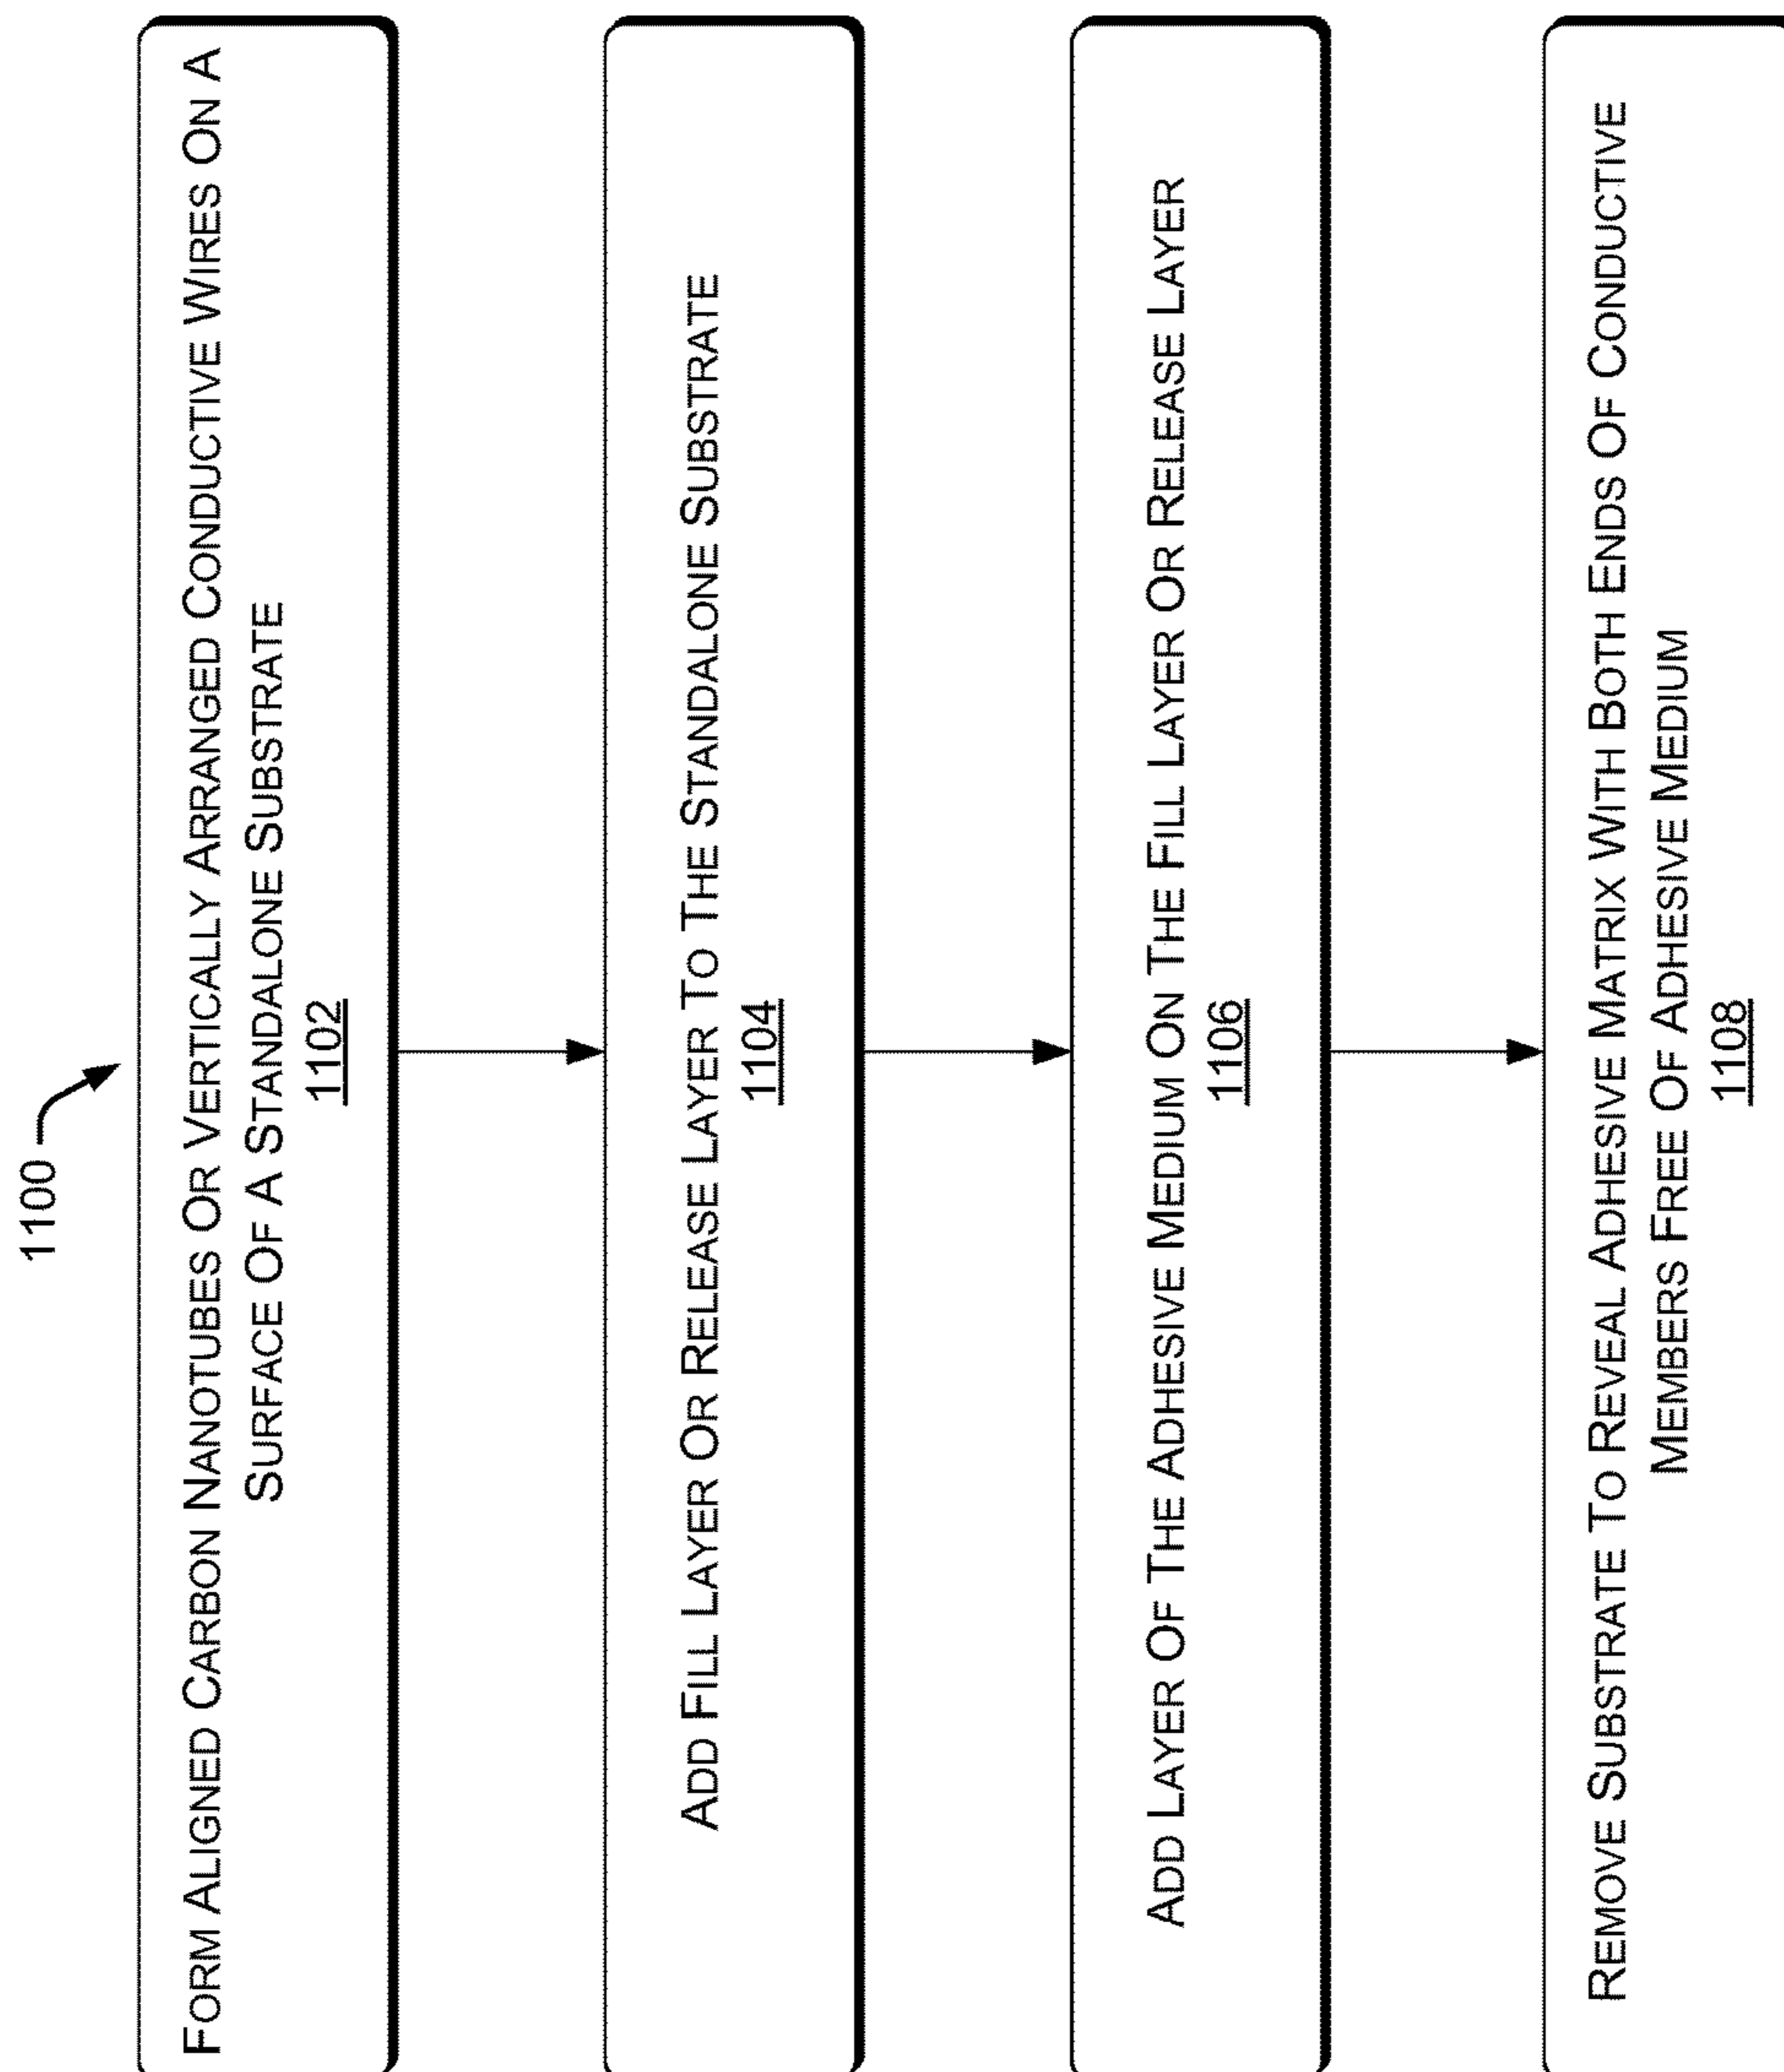 1100
FORM ALIGNED CARBON NANOTUBES OR VERTICALLY ARRANGED CONDUCTIVE WIRES ON A
SURFACE OF A STANDALONE SUBSTRATE
1102
ADD FILL LAYER OR RELEASE LAYER TO THE STANDALONE SUBSTRATE
1104
ADD LAYER OF THE ADHESIVE MEDIUM ON THE FILL LAYER OR RELEASE LAYER
1106
REMOVE SUBSTRATE TO REVEAL ADHESIVE MATRIX WITH BOTH ENDS OF CONDUCTIVE
MEMBERS FREE OF ADHESIVE MEDIUM
1108